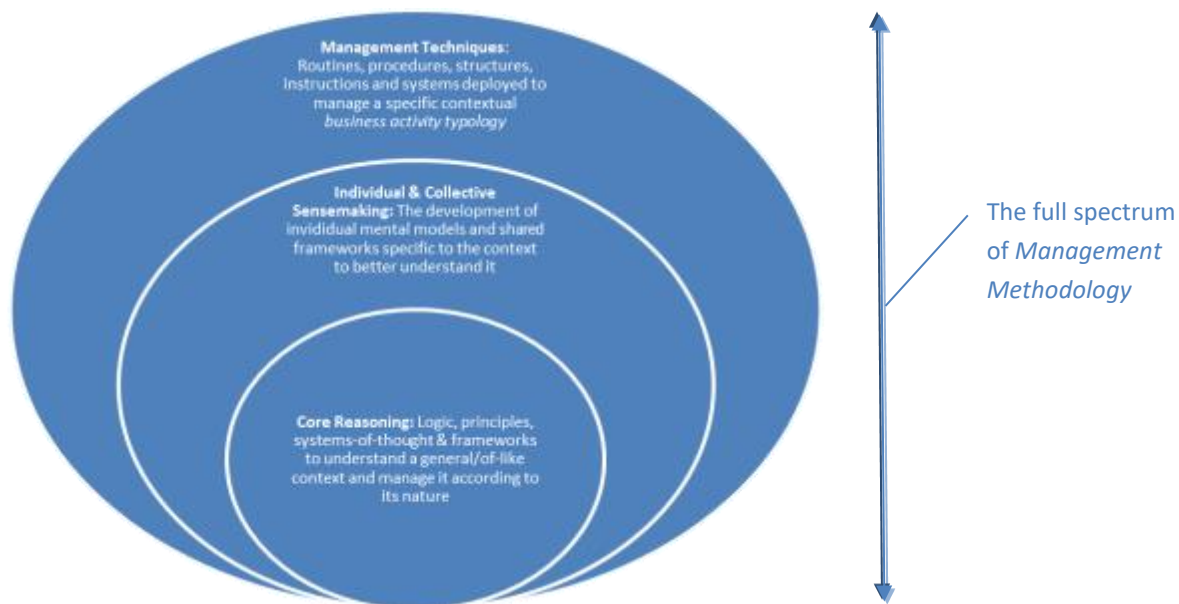 Management Techniques:
Routines, procedures, structures,
instructions and systems deployed to
manage a specific contextual
business activity typology
Individual & Collective
Sensemaking: The development of
invididual mental models and shared
frameworks specific to the context
to better understand it
Core Reasoning: Logic, principles,
systems-of-thought & frameworks
to understand a general/of-like
context and manage it according to
its nature
The full spectrum
of Management
Methodology